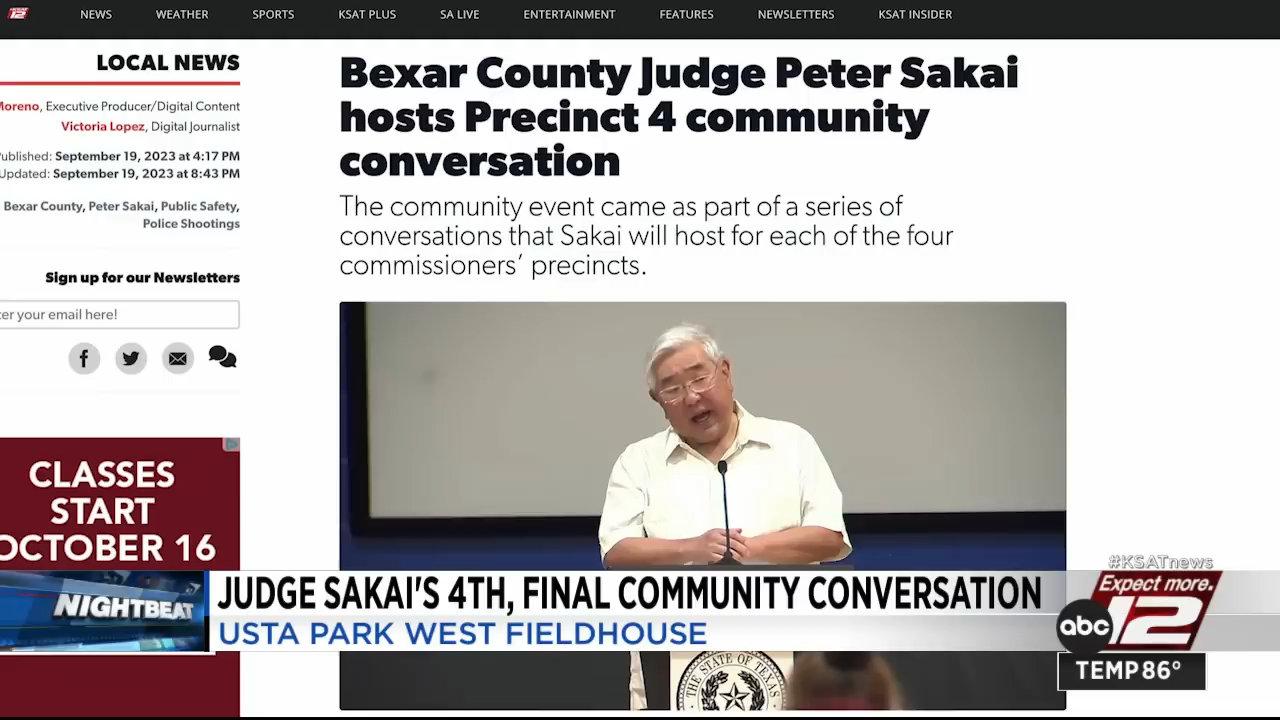 NEWS WEATHER SPORTS KSAT PLUS SA LIVE ENTERTAINMENT FEATURES NEWSLETTERS KSAT INSIDER
LOCAL NEWS
Moreno, Executive Producer/Digital Content
Victoria Lopez, Digital Journalist
ublished: September 19, 2023 at 4:17 PM
Updated: September 19, 2023 at 8:43 PM
Bexar County, Peter Sakai, Public Safety,
Police Shootings
Sign up for our Newsletters
er your email here!
CLASSES
START
OCTOBER 16
Bexar County Judge Peter Sakai
hosts Precinct 4 community
conversation
The community event came as part of a series of
conversations that Sakai will host for each of the four
commissioners’ precincts.
THE STATE OF TEXAS
#KSATnews
NIGHTBEAT
JUDGE SAKAI'S 4TH, FINAL COMMUNITY CONVERSATION
USTA PARK WEST FIELDHOUSE
Expect more.
abc 12
TEMP 86°